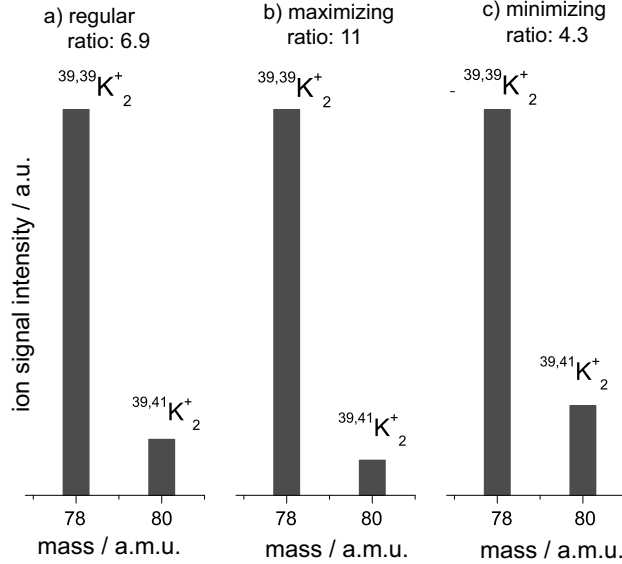 a) regular
ratio: 6.9
b) maximizing
ratio: 11
c) minimizing
ratio: 4.3
ion signal intensity / a.u.
39,39K+2
39,41K+2
39,39K+2
39,41K+2
39,39K+2
39,41K+2
78 80
78 80
78 80
mass / a.m.u.
mass / a.m.u.
mass / a.m.u.